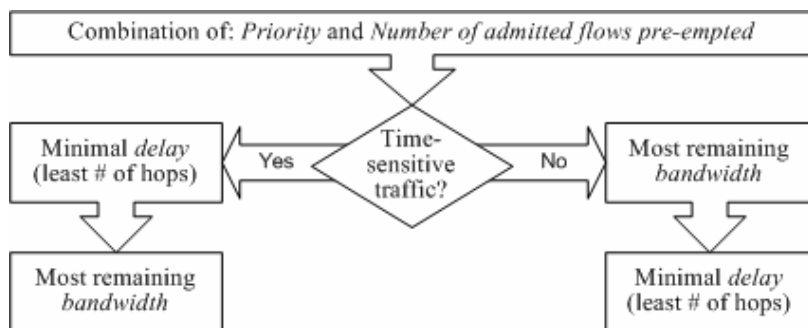 Combination of: Priority and Number of admitted flows pre-empted
Time-
sensitive
traffic?
Yes
No
Minimal delay
(least # of hops)
Most remaining
bandwidth
Most remaining
bandwidth
Minimal delay
(least # of hops)